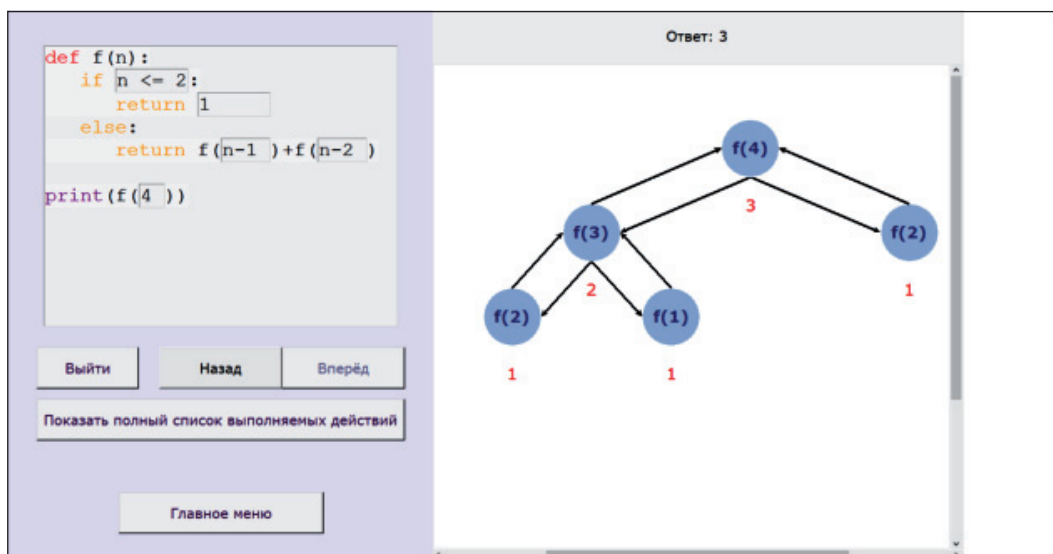 def f(n):
if n <= 2:
return 1
else:
return f(n-1 )+f(n-2 )
print(f(4 ))
Выйти
Назад
Вперёд
Показать полный список выполняемых действий
Главное меню
Ответ: 3
f(4)
3
f(3)
f(2)
2
1
f(2)
f(1)
1
1